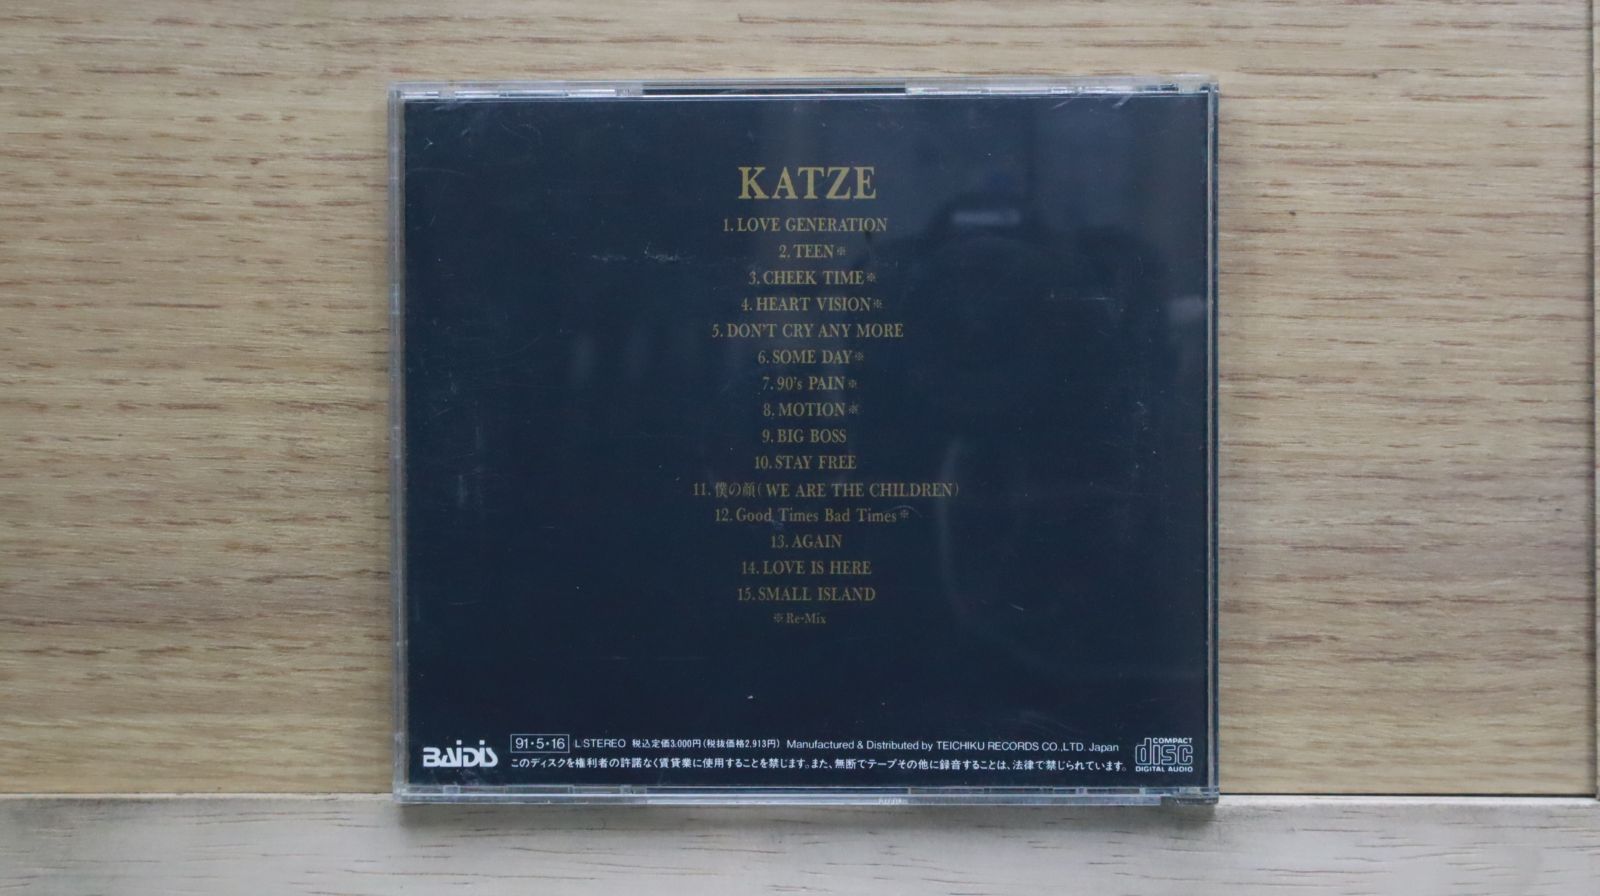 KATZE
1. LOVE GENERATION
2. TEEN※
3. CHEEK TIME※
4. HEART VISION※
5. DON'T CRY ANY MORE
6. SOME DAY※
7. 90's PAIN※
8. MOTION※
9. BIG BOSS
10. STAY FREE
11. 僕の顔(WE ARE THE CHILDREN)
12. Good Times Bad Times※
13. AGAIN
14. LOVE IS HERE
15. SMALL ISLAND
※Re-Mix
BAIDIS
91・5・16 L:STEREO 税込定価3,000円(税抜価格2,913円) Manufactured & Distributed by TEICHIKU RECORDS CO.,LTD. Japan
このディスクを権利者の許諾なく賃貸業に使用することを禁じます。また、無断でテープその他に録音することは、法律で禁じられています。
COMPACT
disc
DIGITAL AUDIO